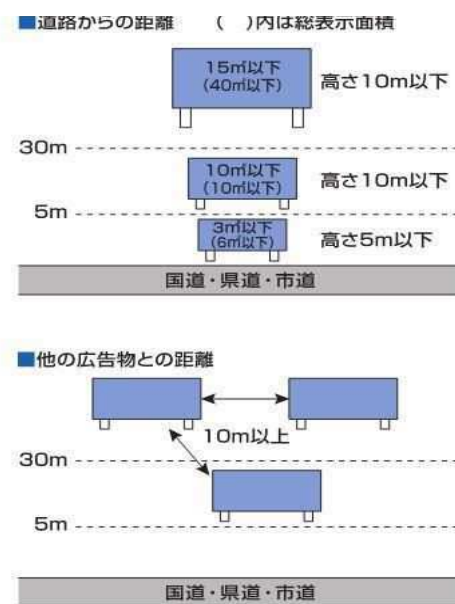 ■道路からの距離　（　）内は総表示面積
15㎡以下
(40㎡以下)
高さ10m以下
30m
10㎡以下
(10㎡以下)
高さ10m以下
5m
3㎡以下
(6㎡以下)
高さ5m以下
国道・県道・市道
■他の広告物との距離
10m以上
30m
5m
国道・県道・市道